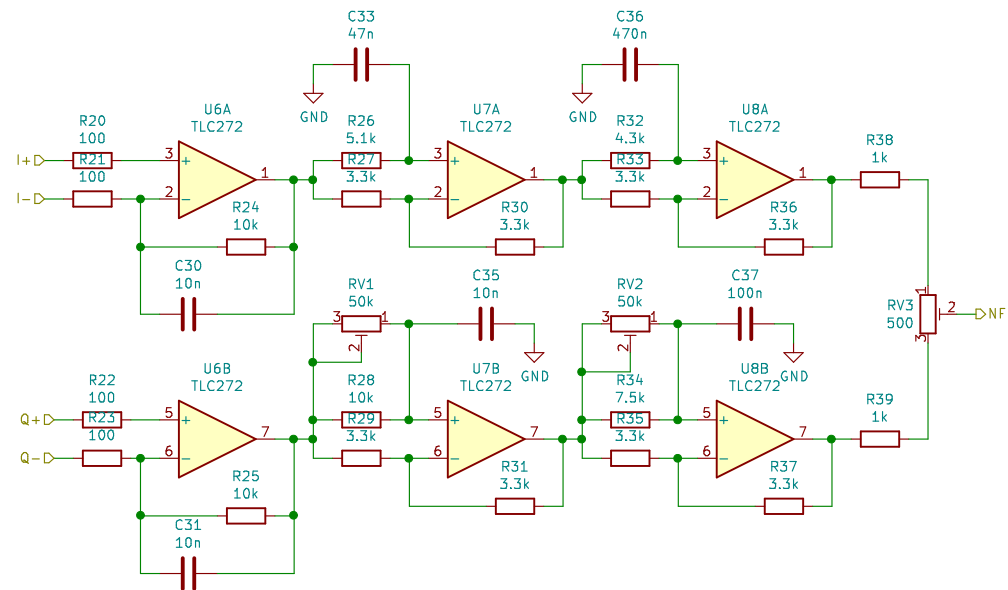 C33
47n
C36
470n
GND
GND
U6A
TLC272
U7A
TLC272
U8A
TLC272
R20
100
R21
100
R26
5.1k
R27
3.3k
R32
4.3k
R33
3.3k
R38
1k
I+
I-
3
+
2
−
1
3
+
2
−
1
3
+
2
−
1
R24
10k
R30
3.3k
R36
3.3k
C30
10n
RV1
50k
C35
10n
RV2
50k
C37
100n
3
1
2
3
1
2
GND
GND
RV3
500
1
2
3
NF
U6B
TLC272
U7B
TLC272
U8B
TLC272
R22
100
R23
100
R28
10k
R29
3.3k
R34
7.5k
R35
3.3k
R39
1k
Q+
Q-
5
+
6
−
7
5
+
6
−
7
5
+
6
−
7
R25
10k
R31
3.3k
R37
3.3k
C31
10n